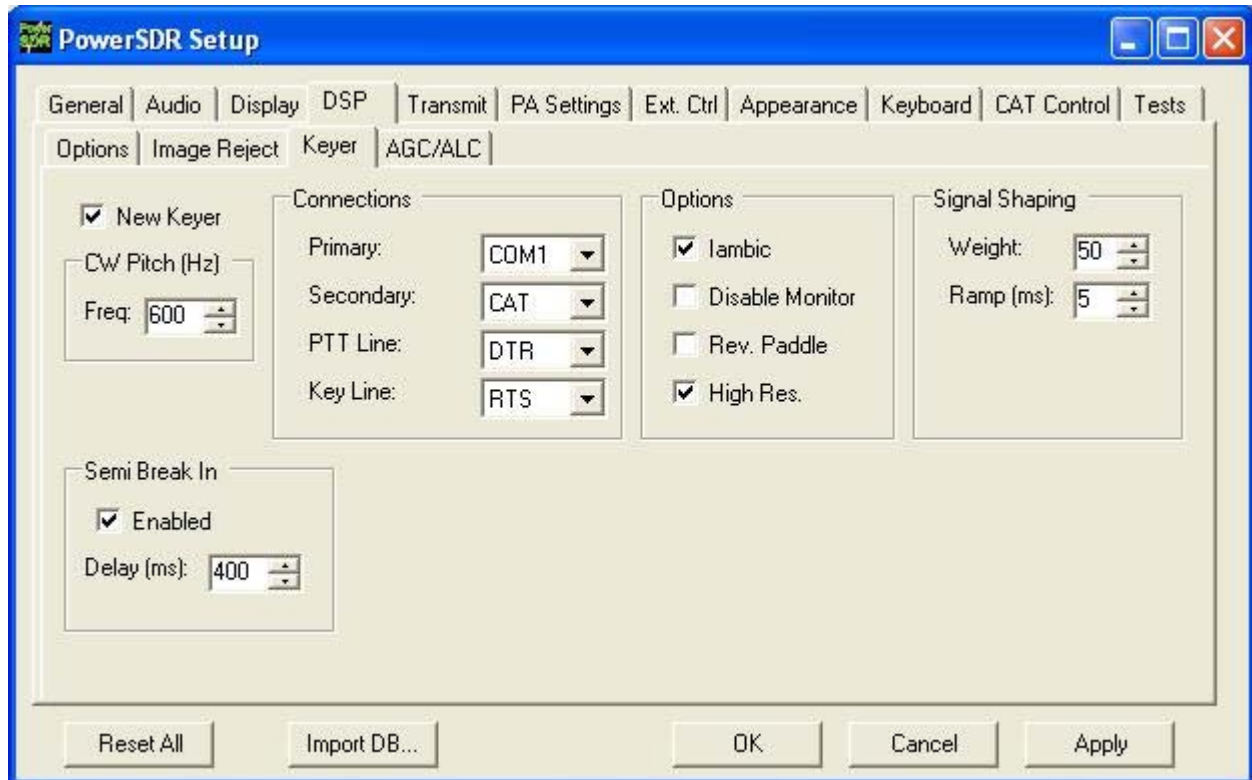 PowerSDR Setup
General Audio Display DSP Transmit PA Settings Ext. Ctrl Appearance Keyboard CAT Control Tests
Options Image Reject Keyer AGC/ALC
New Keyer
CW Pitch (Hz)
Freq: 600
Connections
Primary: COM1
Secondary: CAT
PTT Line: DTR
Key Line: RTS
Options
Iambic
Disable Monitor
Rev. Paddle
High Res.
Signal Shaping
Weight: 50
Ramp (ms): 5
Semi Break In
Enabled
Delay (ms): 400
Reset All Import DB... OK Cancel Apply